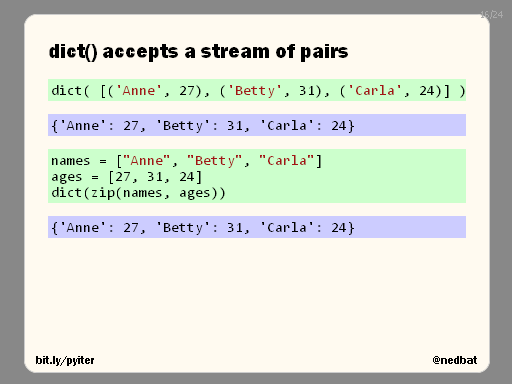 16/24
dict() accepts a stream of pairs
dict( [('Anne', 27), ('Betty', 31), ('Carla', 24)] )
{'Anne': 27, 'Betty': 31, 'Carla': 24}
names = ["Anne", "Betty", "Carla"]
ages = [27, 31, 24]
dict(zip(names, ages))
{'Anne': 27, 'Betty': 31, 'Carla': 24}
bit.ly/pyiter
@nedbat